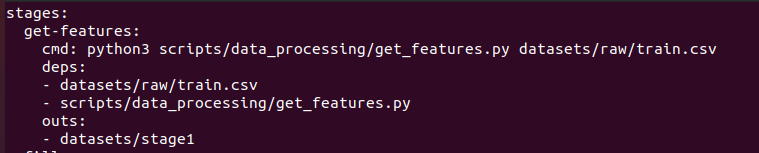 stages:
  get-features:
    cmd: python3 scripts/data_processing/get_features.py datasets/raw/train.csv
    deps:
    - datasets/raw/train.csv
    - scripts/data_processing/get_features.py
    outs:
    - datasets/stage1